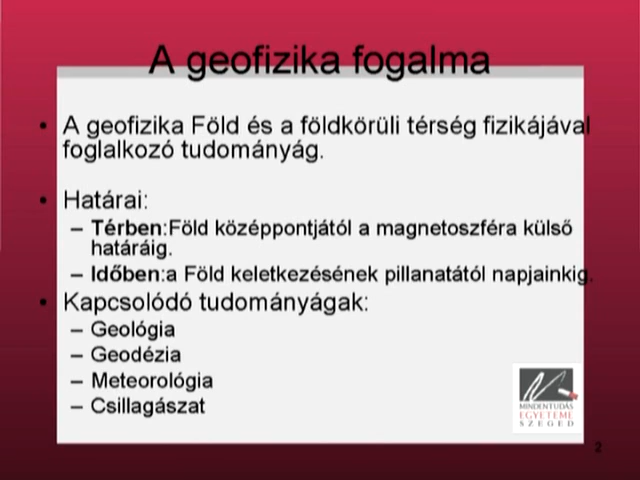 A geofizika fogalma
• A geofizika Föld és a földkörüli térség fizikájával
foglalkozó tudományág.
• Határai:
– Térben:Föld középpontjától a magnetoszféra külső
határáig.
– Időben:a Föld keletkezésének pillanatától napjainkig.
• Kapcsolódó tudományágak:
– Geológia
– Geodézia
– Meteorológia
– Csillagászat
MINDENTUDÁS
EGYETEME
SZEGED
2